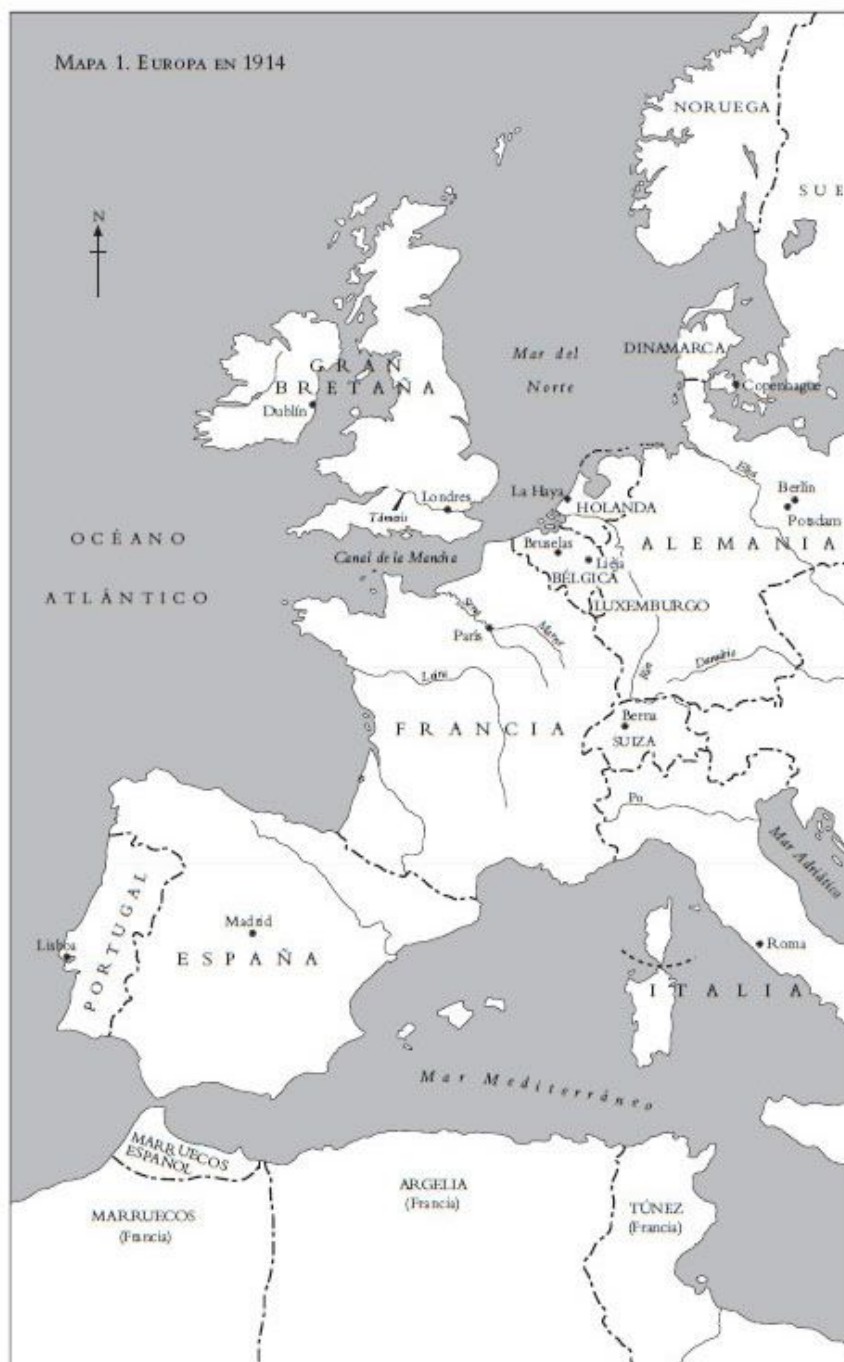 MAPA 1. EUROPA EN 1914
NORUEGA
SUE
N
DINAMARCA
Copenhague
Mar del
Norte
GRAN
BRETAÑA
Dublín
Londres
Támesis
La Haya
HOLANDA
Elba
Berlín
Potsdam
ALEMANIA
OCÉANO
ATLÁNTICO
Canal de la Mancha
Bruselas
Lieja
BÉLGICA
LUXEMBURGO
Sena
París
Marne
Loira
Rin
Danubio
FRANCIA
Berna
SUIZA
Po
Mar Adriático
PORTUGAL
Lisboa
Madrid
ESPAÑA
Roma
ITALIA
Mar Mediterráneo
MARRUECOS
ESPAÑOL
MARRUECOS
(Francia)
ARGELIA
(Francia)
TÚNEZ
(Francia)